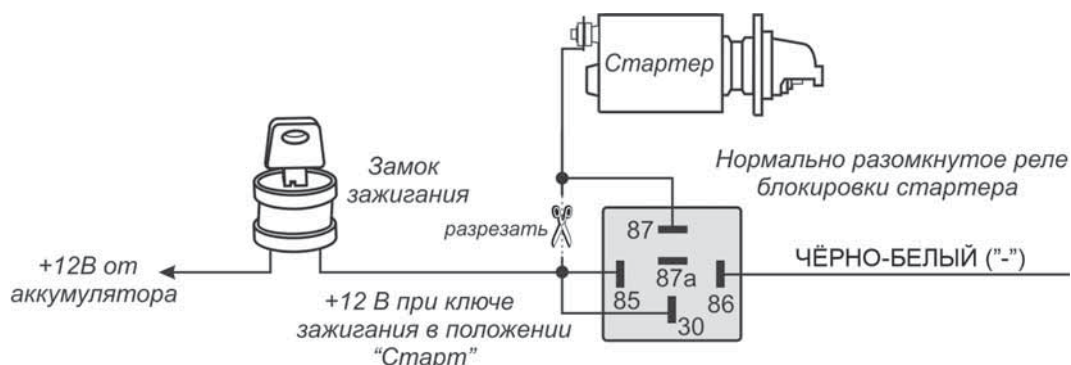 Стартер
Замок
зажигания
Нормально разомкнутое реле
блокировки стартера
разрезать
87
87a
85
86
30
ЧЁРНО-БЕЛЫЙ ("-")
+12В от
аккумулятора
+12 В при ключе
зажигания в положении
"Старт"